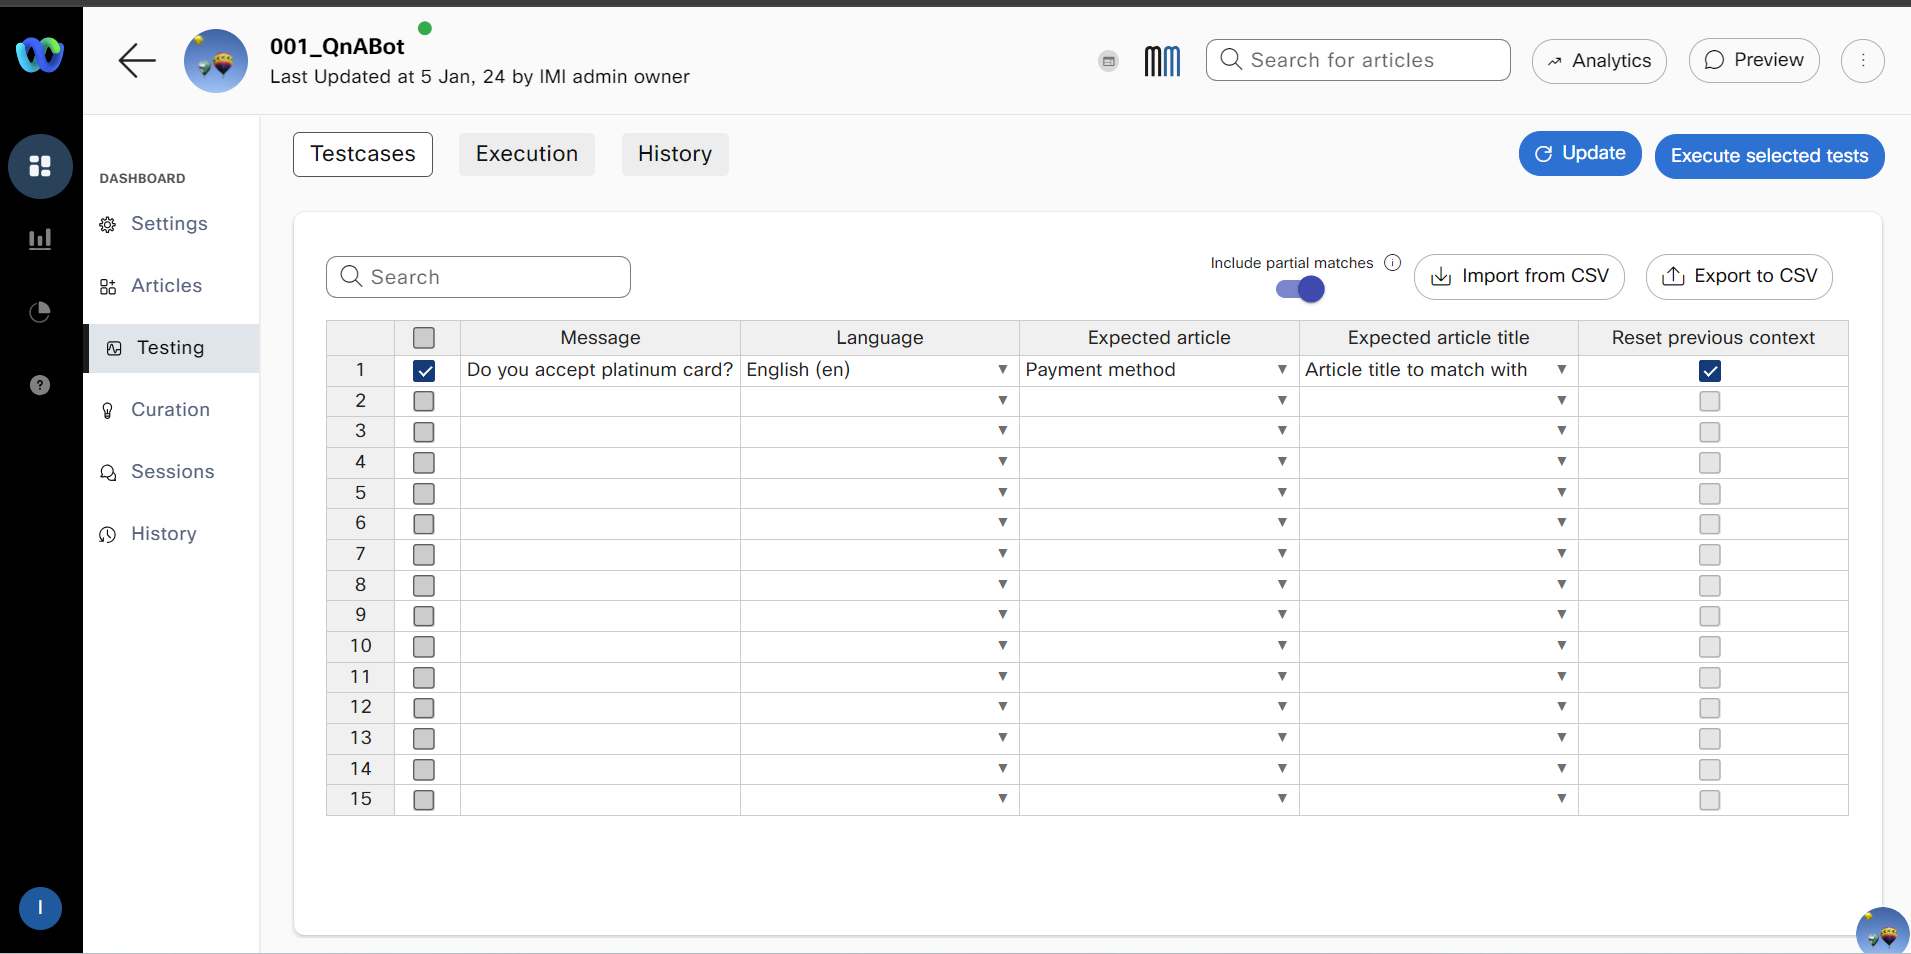 001_QnABot
Last Updated at 5 Jan, 24 by IMI admin owner
Search for articles
Analytics
Preview
DASHBOARD
Settings
Articles
Testing
Curation
Sessions
History
Testcases
Execution
History
Update
Execute selected tests
Search
Include partial matches
Import from CSV
Export to CSV
Message Language Expected article Expected article title Reset previous context
1 Do you accept platinum card? English (en) Payment method Article title to match with
2
3
4
5
6
7
8
9
10
11
12
13
14
15
I